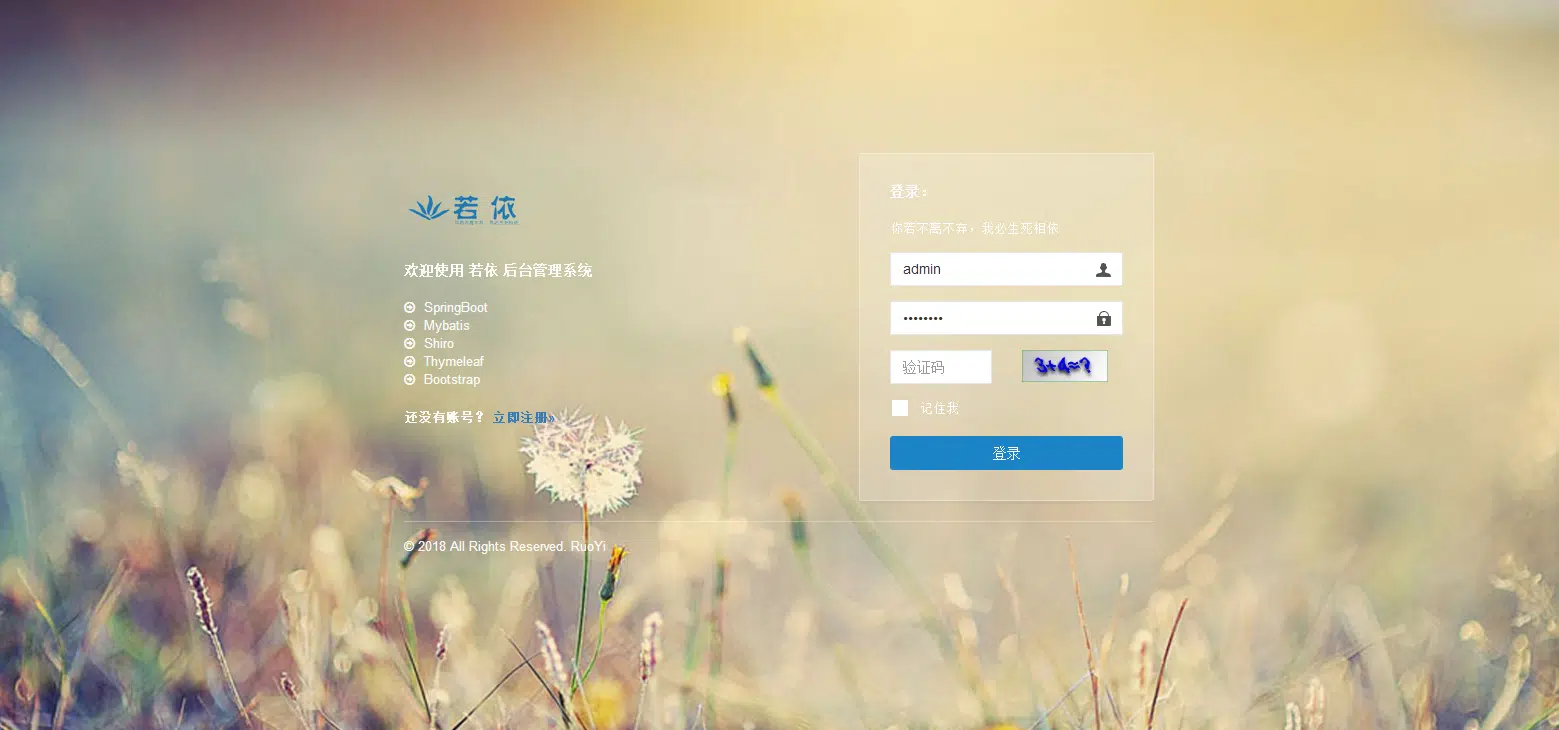 若依
欢迎使用 若依 后台管理系统
SpringBoot
Mybatis
Shiro
Thymeleaf
Bootstrap
还没有账号？ 立即注册»
登录：
你若不离不弃，我必生死相依
admin
••••••••
验证码
3+4=?
记住我
登录
© 2018 All Rights Reserved. RuoYi